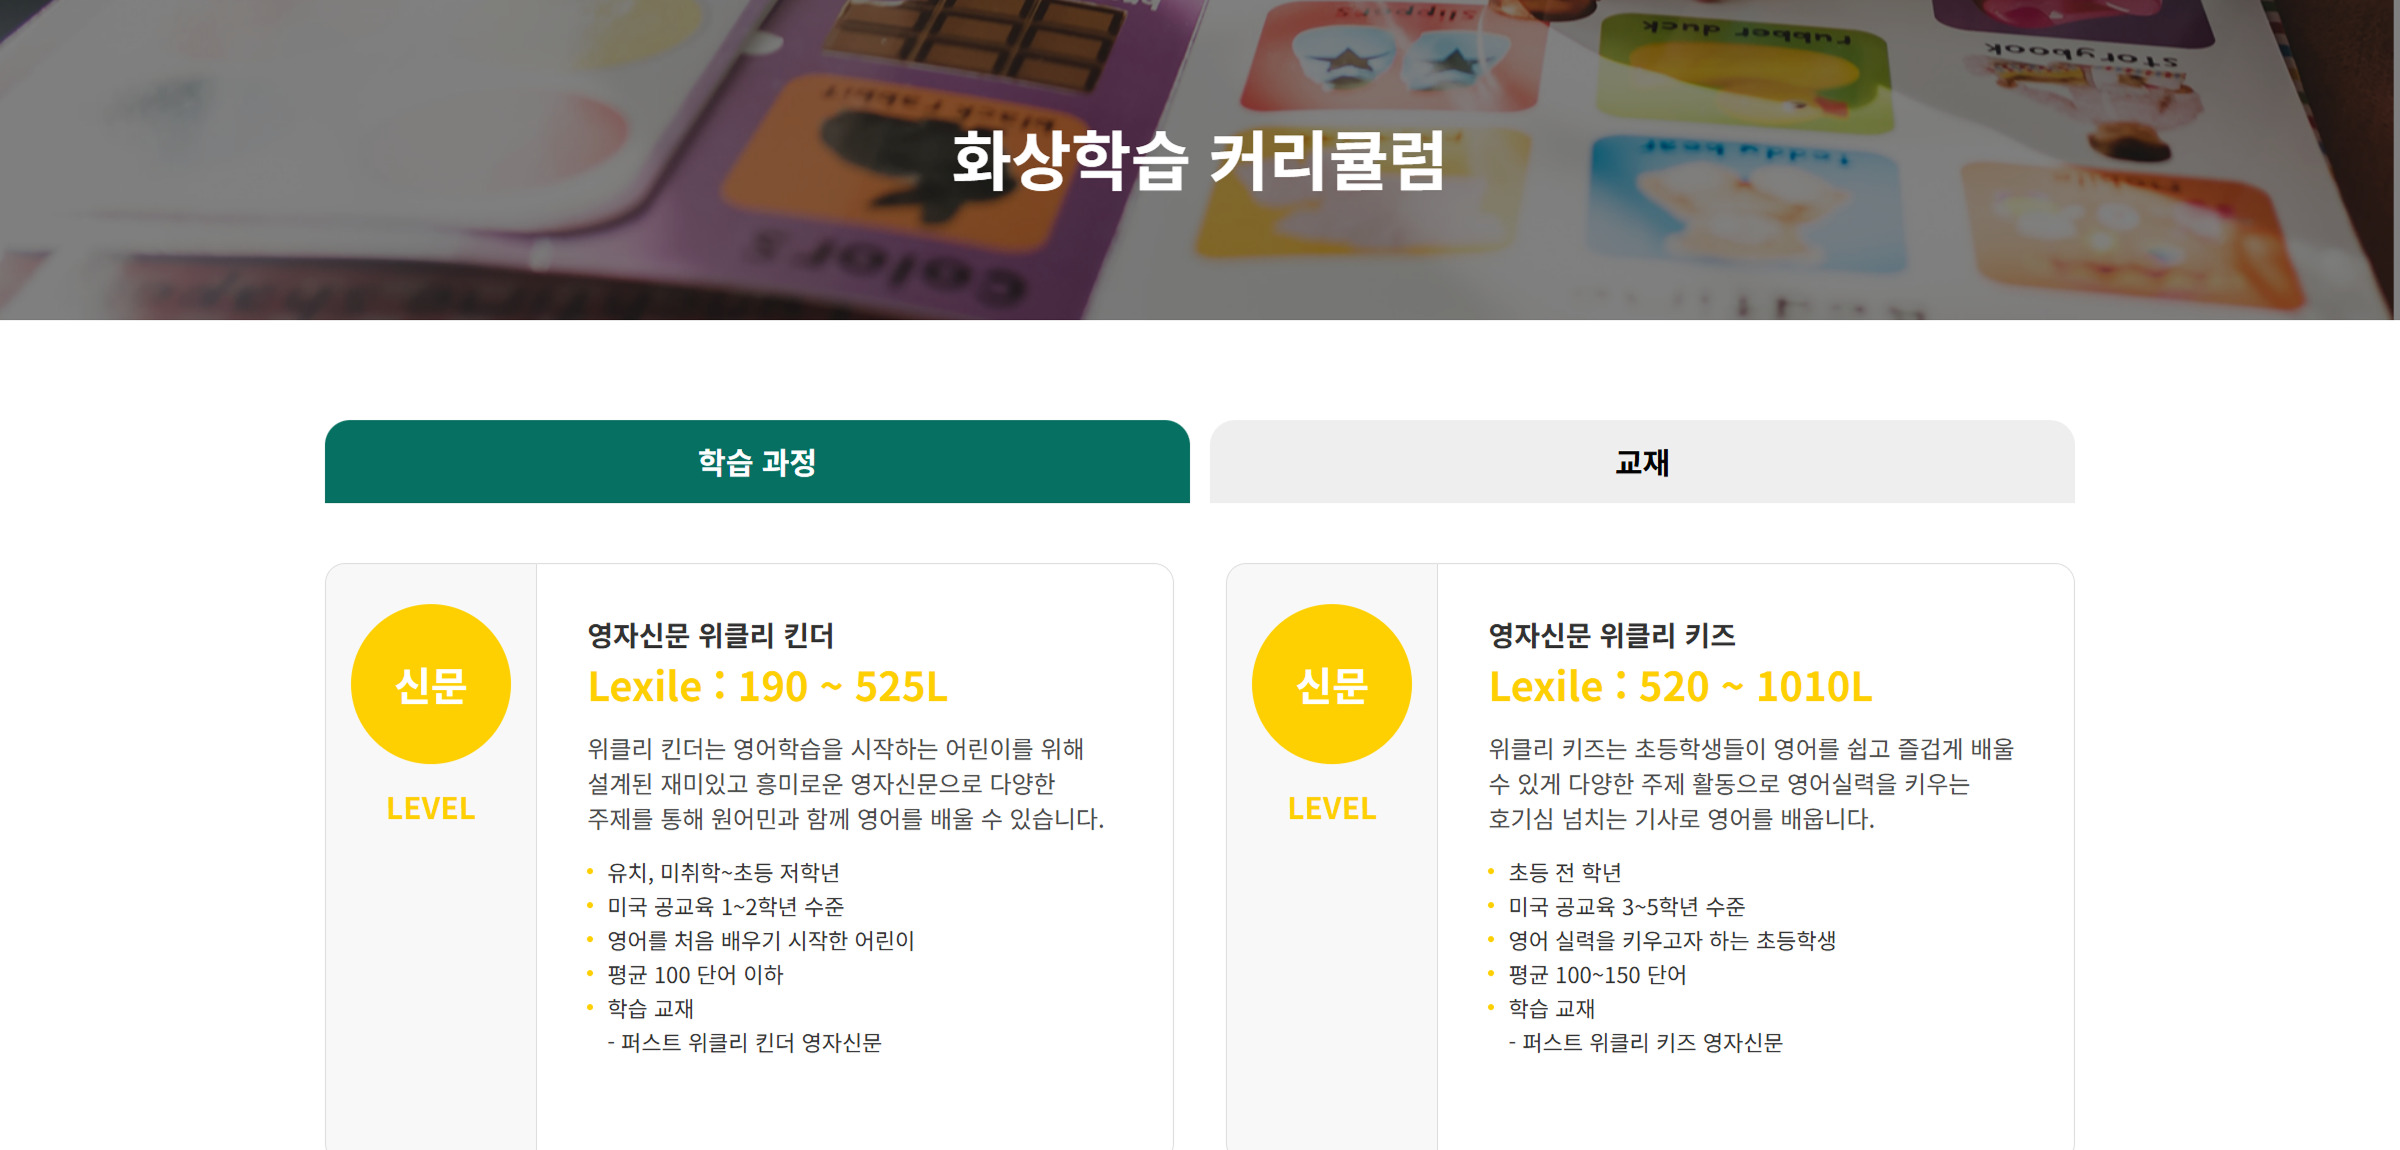 slippers
rubber duck
storybook
black rabbit
teddy bear
mobile
colors
화상학습 커리큘럼
학습 과정
교재
신문
LEVEL
영자신문 위클리 킨더
Lexile : 190 ~ 525L
위클리 킨더는 영어학습을 시작하는 어린이를 위해
설계된 재미있고 흥미로운 영자신문으로 다양한
주제를 통해 원어민과 함께 영어를 배울 수 있습니다.
유치, 미취학~초등 저학년
미국 공교육 1~2학년 수준
영어를 처음 배우기 시작한 어린이
평균 100 단어 이하
학습 교재
- 퍼스트 위클리 킨더 영자신문
신문
LEVEL
영자신문 위클리 키즈
Lexile : 520 ~ 1010L
위클리 키즈는 초등학생들이 영어를 쉽고 즐겁게 배울
수 있게 다양한 주제 활동으로 영어실력을 키우는
호기심 넘치는 기사로 영어를 배웁니다.
초등 전 학년
미국 공교육 3~5학년 수준
영어 실력을 키우고자 하는 초등학생
평균 100~150 단어
학습 교재
- 퍼스트 위클리 키즈 영자신문